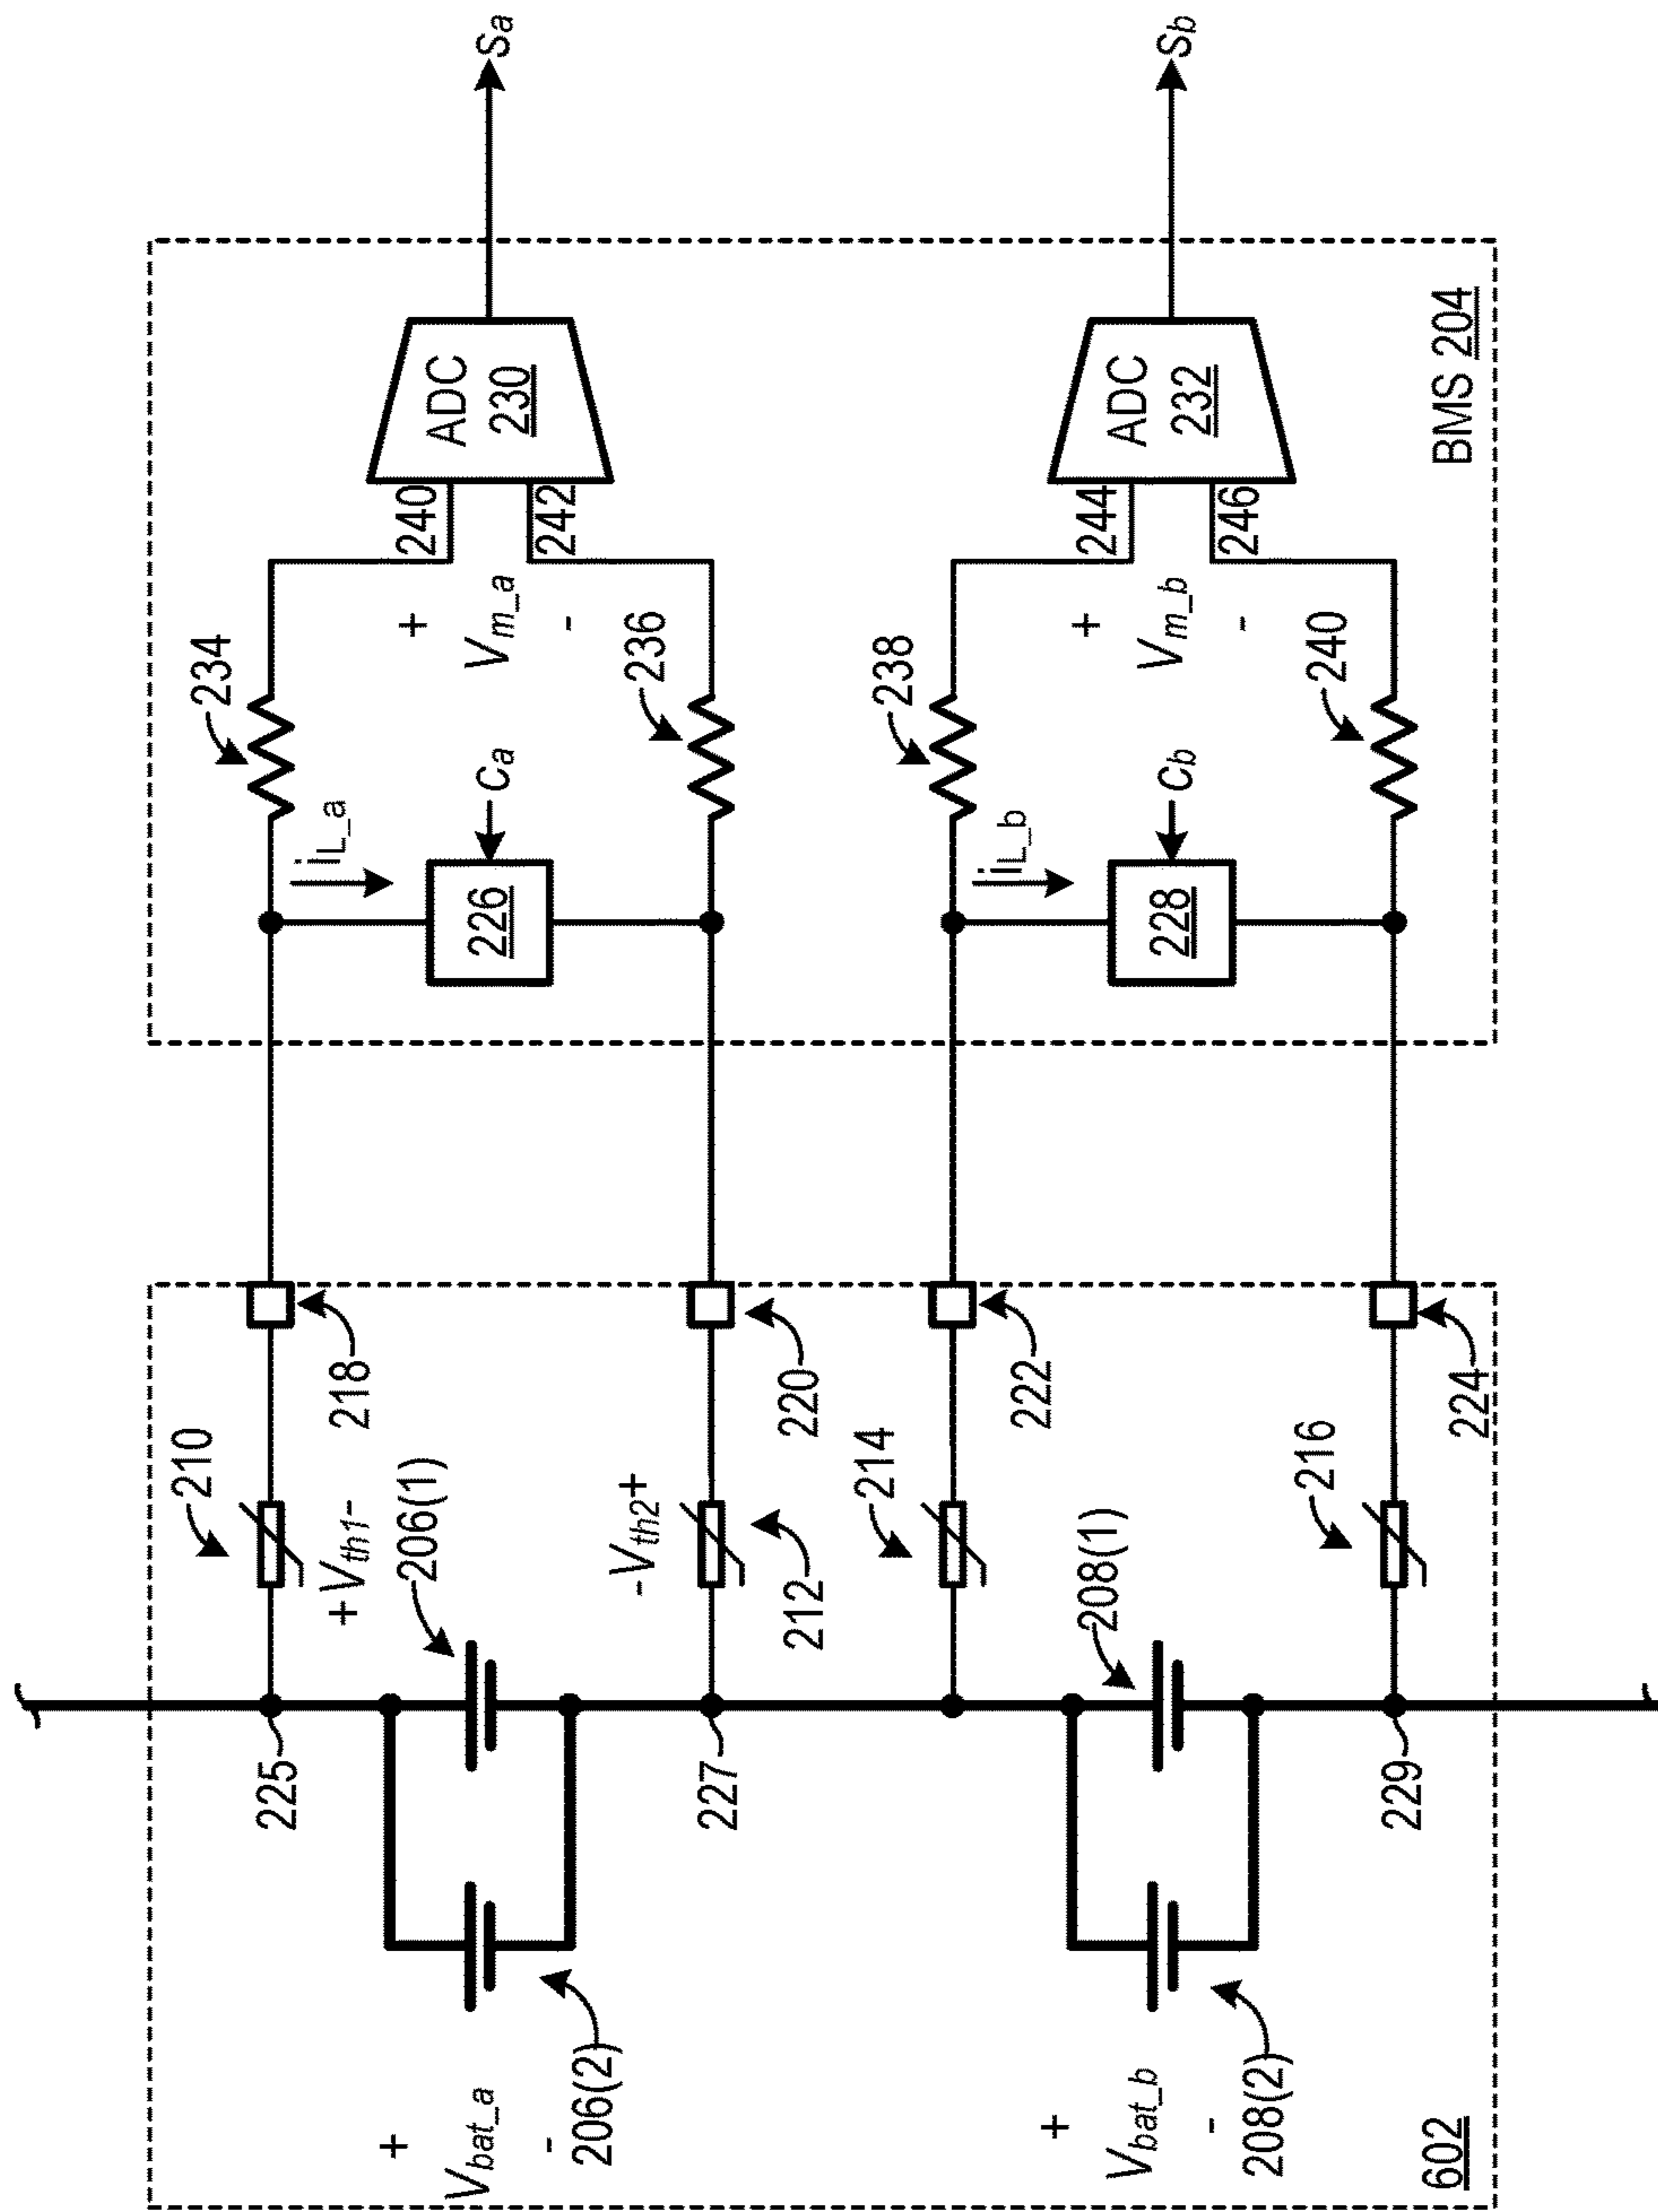 Sa
Sb
BMS 204
ADC
230
ADC
232
240
242
244
246
+
Vm_a
-
+
Vm_b
-
234
236
238
240
iL_a
Ca
226
iL_b
Cb
228
218
220
222
224
210
+Vth1-
206(1)
-Vth2+
212
214
208(1)
216
225
227
229
+
Vbat_a
-
206(2)
+
Vbat_b
-
208(2)
602